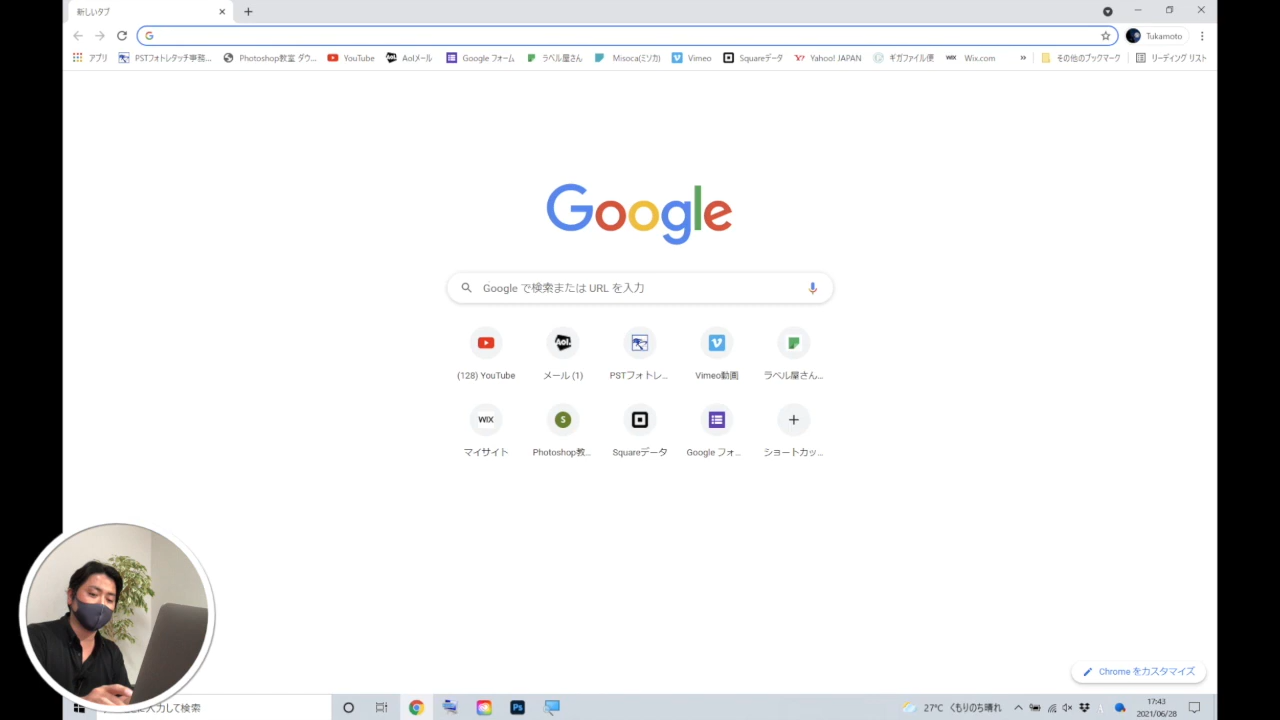 新しいタブ
Tukamoto
アプリ PSTフォトレタッチ事務... Photoshop教室 ダウ... YouTube Aolメール Google フォーム ラベル屋さん Misoca(ミソカ) Vimeo Squareデータ Yahoo! JAPAN ギガファイル便 WIX Wix.com » その他のブックマーク リーディング リスト
Google
Google で検索または URL を入力
Aol.
(128) YouTube メール (1) PSTフォトレ... Vimeo動画 ラベル屋さん...
WIX S
マイサイト Photoshop教... Squareデータ Google フォ... ショートカッ...
Chrome をカスタマイズ
に入力して検索 Ps 27°C くもりのち晴れ 17:43
2021/06/28